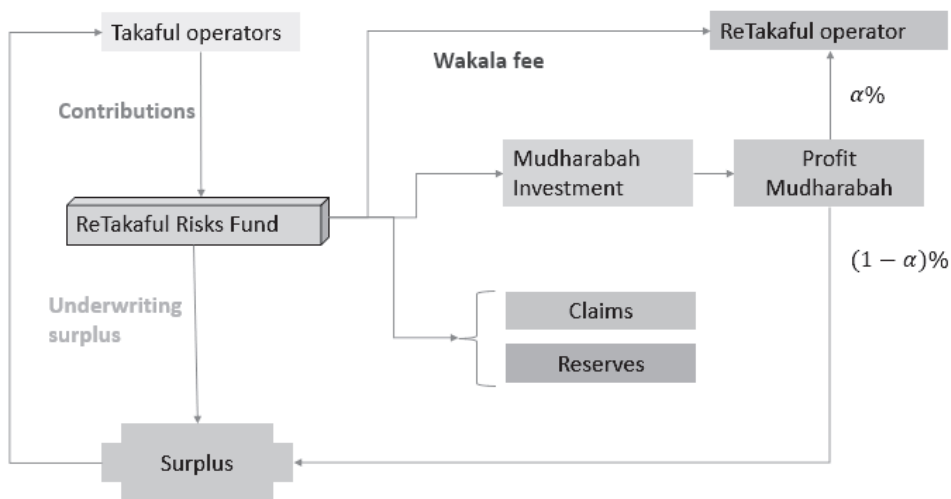 Takaful operators
ReTakaful operator
Wakala fee
α%
Contributions
Mudharabah
Investment
Profit
Mudharabah
ReTakaful Risks Fund
(1 − α)%
Underwriting
surplus
Claims
Reserves
Surplus